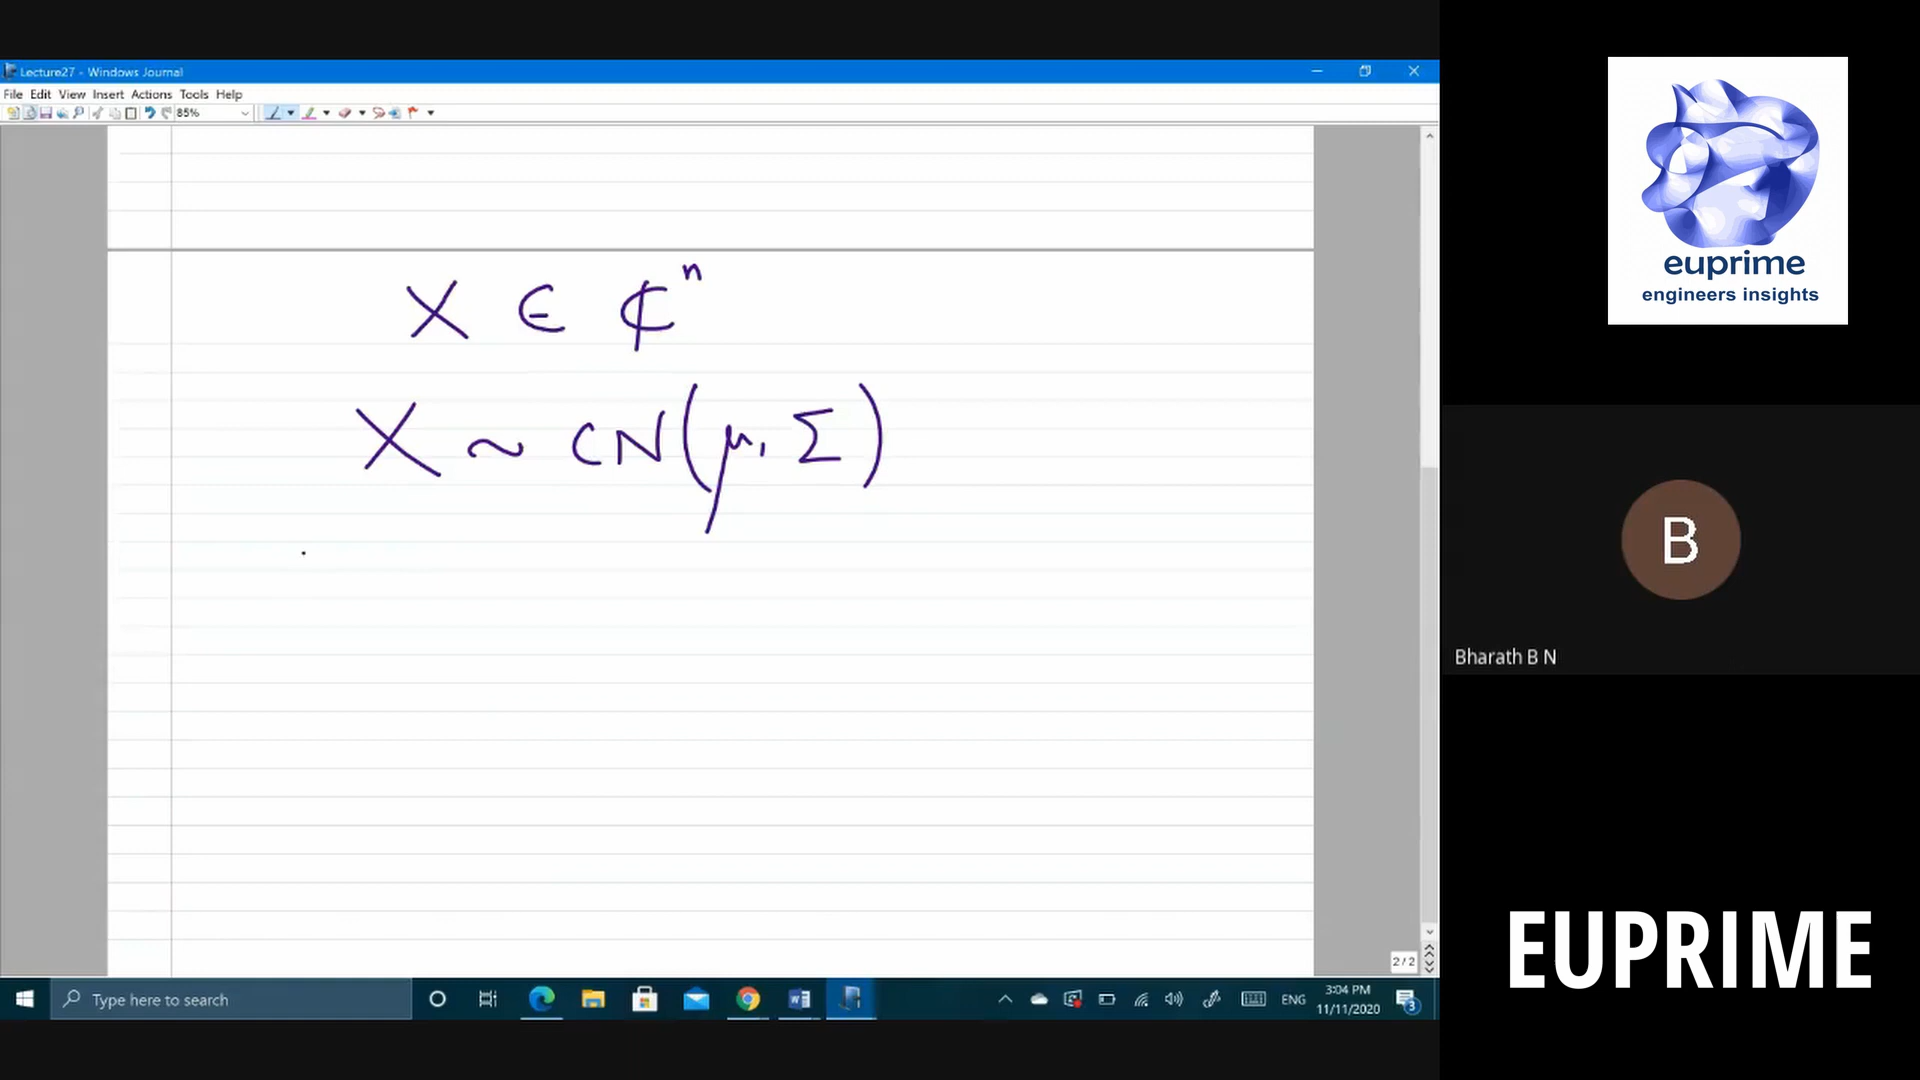 Lecture27 - Windows Journal
File Edit View Insert Actions Tools Help
85%
X ∈ ₵ⁿ
X ~ CN(μ, Σ)
2 / 2
Type here to search
ENG
3:04 PM
11/11/2020
3
euprime
engineers insights
B
Bharath B N
EUPRIME